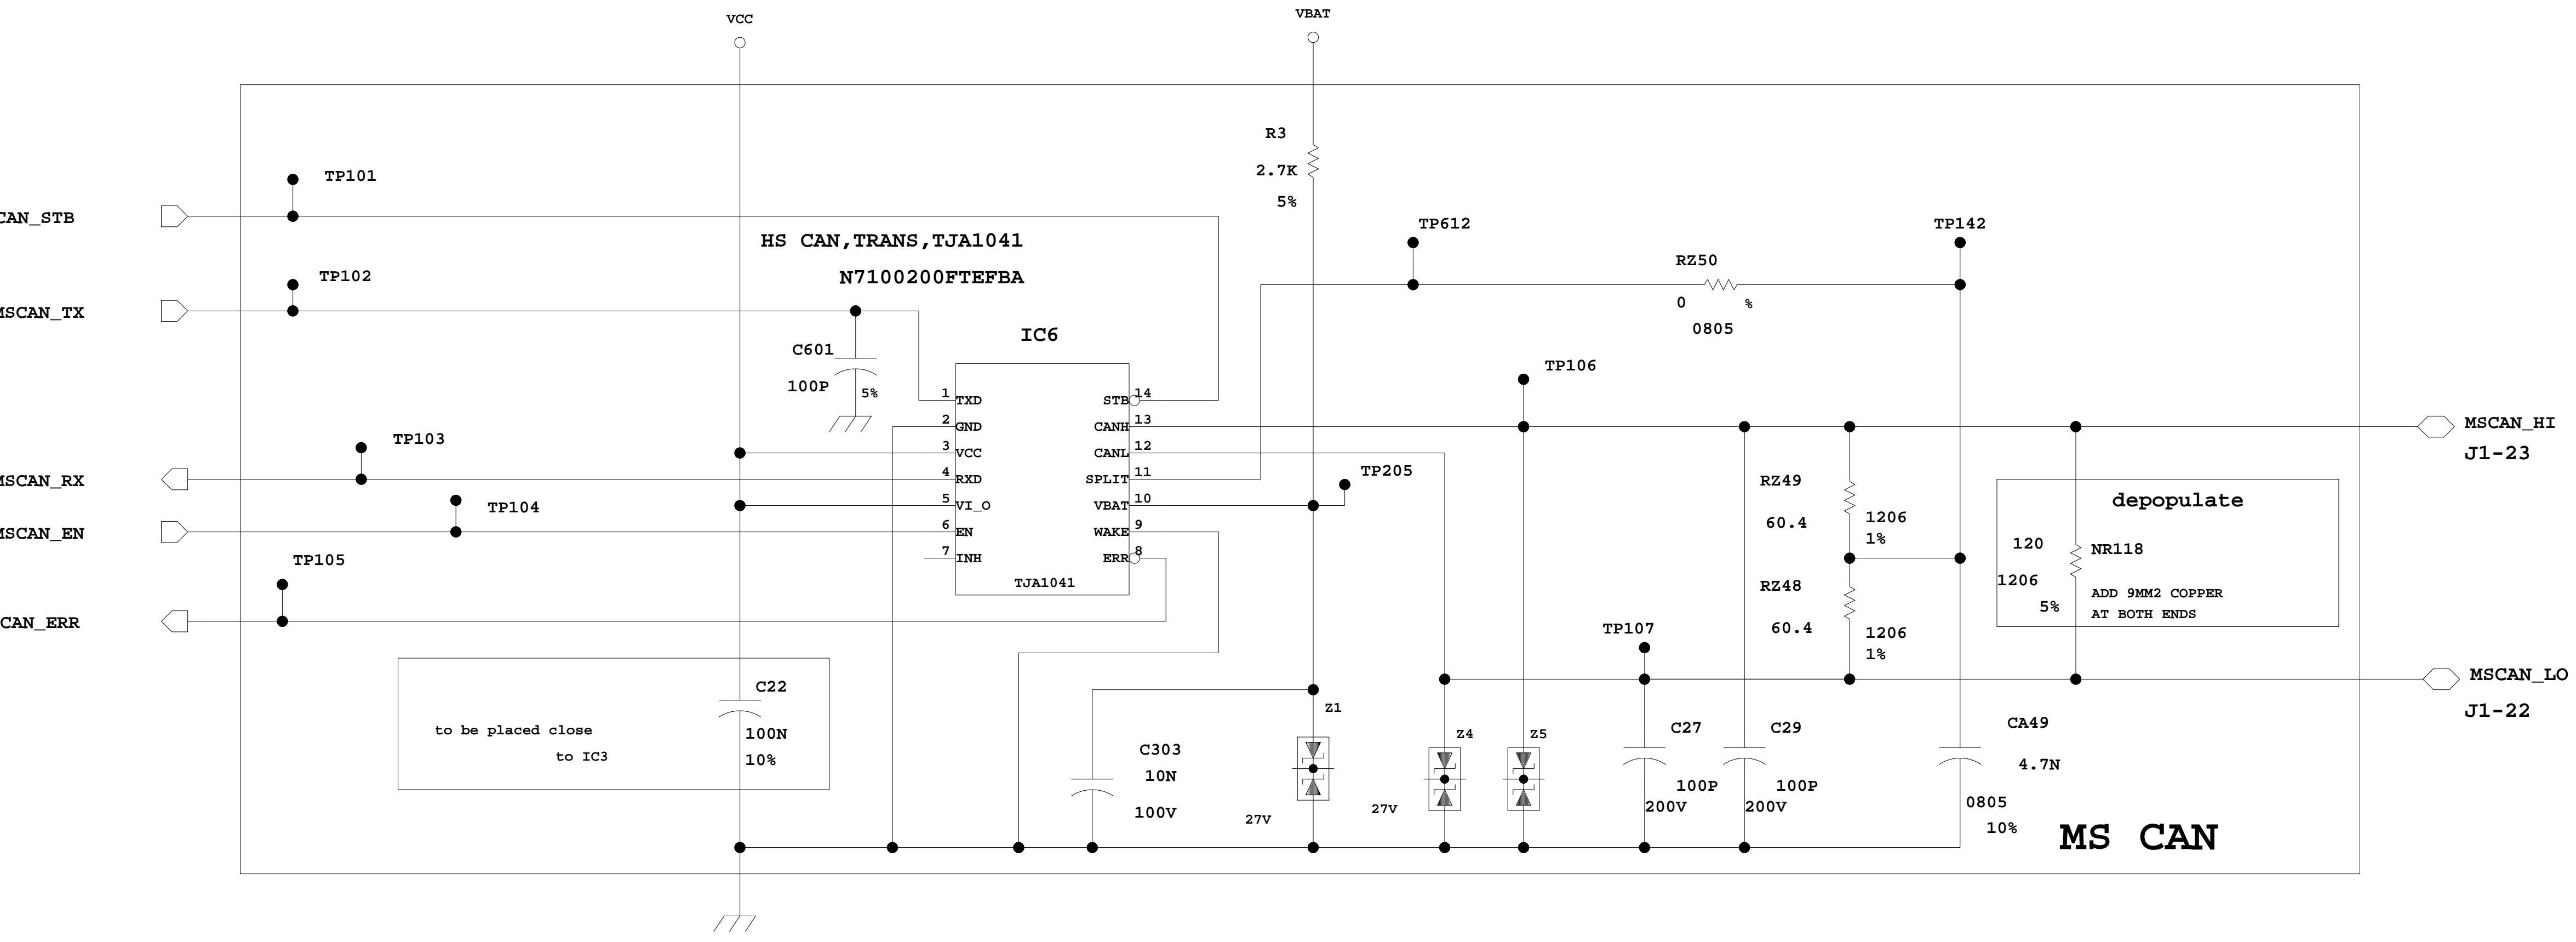 VCC
VBAT
R3
2.7K
5%
TP101
CAN_STB
TP102
MSCAN_TX
HS CAN,TRANS,TJA1041
N7100200FTEFBA
TP612
TP142
RZ50
0 %
0805
IC6
C601
100P
5%
TP106
1 TXD
2 GND
3 VCC
4 RXD
5 VI_O
6 EN
7 INH
14 STB
13 CANH
12 CANL
11 SPLIT
10 VBAT
9 WAKE
8 ERR
TJA1041
TP103
MSCAN_RX
TP104
MSCAN_EN
TP105
CAN_ERR
TP205
MSCAN_HI
J1-23
RZ49
60.4
1206
1%
RZ48
60.4
1206
1%
depopulate
120
NR118
1206
5%
ADD 9MM2 COPPER
AT BOTH ENDS
TP107
MSCAN_LO
J1-22
C22
100N
10%
to be placed close
to IC3
C303
10N
100V
Z1
27V
Z4
27V
Z5
C27
100P
200V
C29
100P
200V
CA49
4.7N
0805
10%
MS CAN